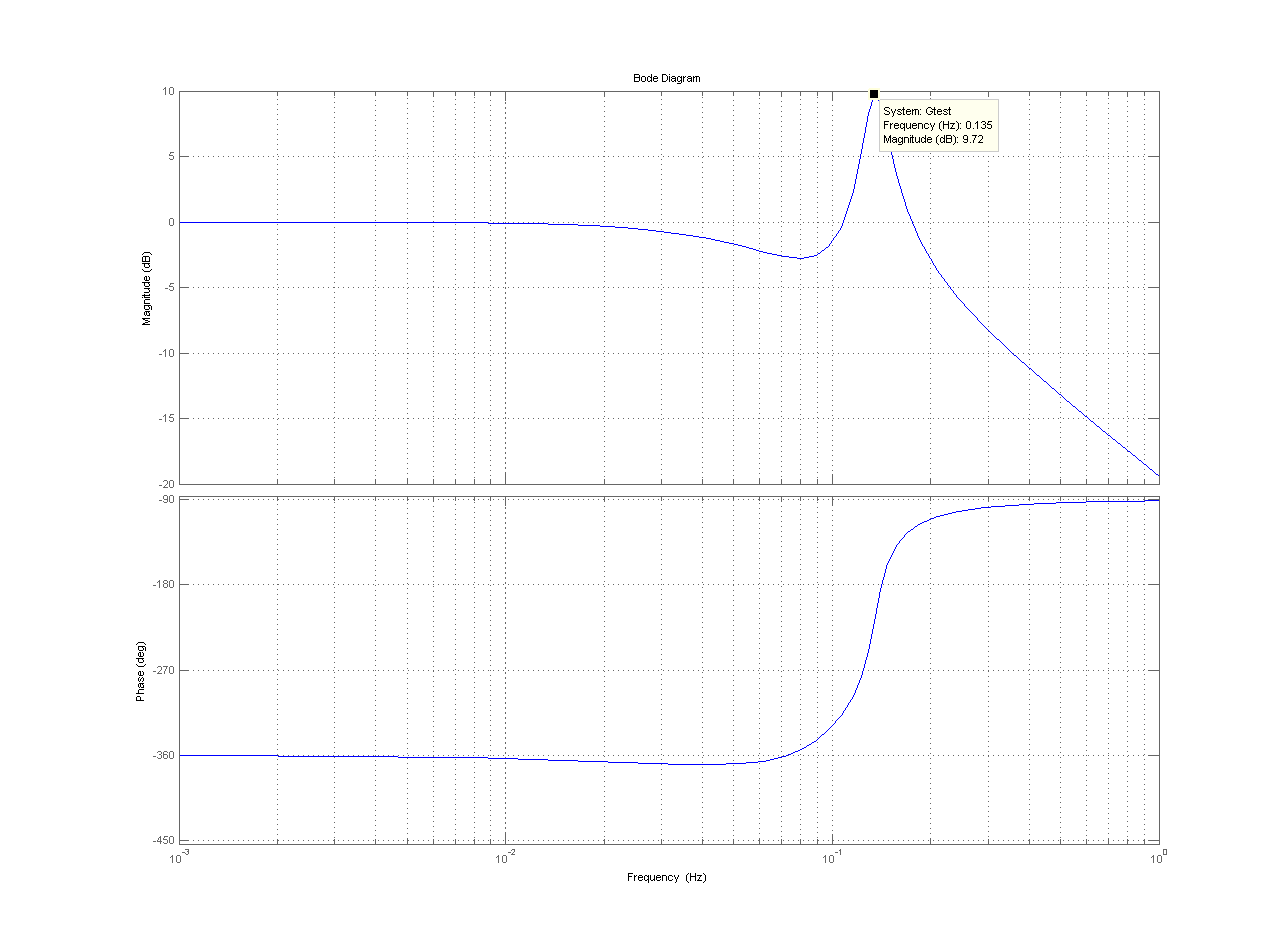 Bode Diagram
10
System: Gtest
Frequency (Hz): 0.135
Magnitude (dB): 9.72
5
0
-5
-10
-15
-20
Magnitude (dB)
-90
-180
-270
-360
-450
Phase (deg)
10^-3
10^-2
10^-1
10^0
Frequency (Hz)